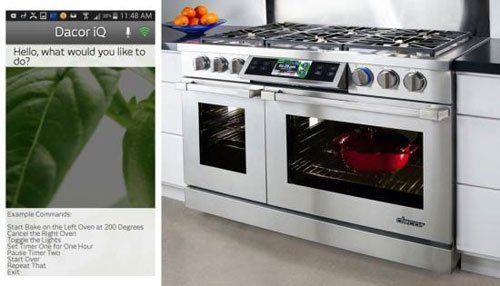 11:48 AM
Dacor iQ
Hello, what would you like to
do?
Example Commands:
Start Bake on the Left Oven at 200 Degrees
Cancel the Right Oven
Toggle the Lights
Set Timer One for One Hour
Pause Timer Two
Start Over
Repeat That
Exit
dacor